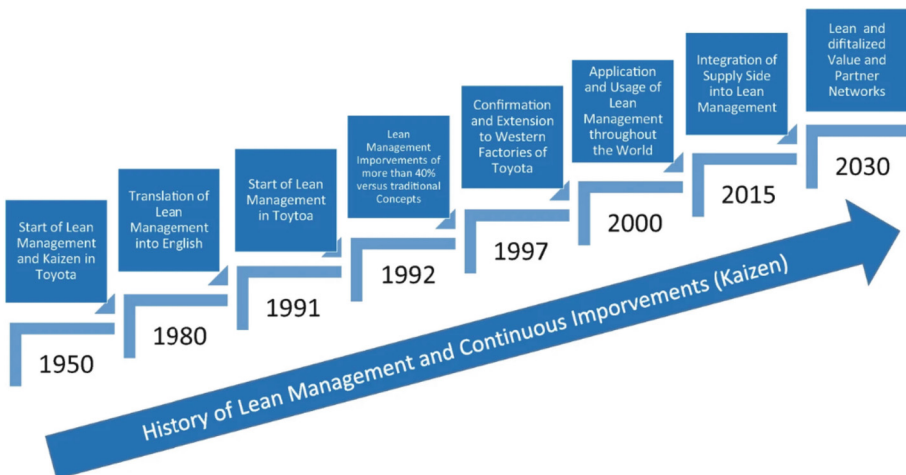 Start of Lean
Management
and Kaizen in
Toyota
1950
Translation of
Lean
Management
into English
1980
Start of Lean
Management
in Toytoa
1991
Lean
Management
Imporvements of
more than 40%
versus traditional
Concepts
1992
Confirmation
and Extension
to Western
Factories of
Toyota
1997
Application
and Usage of
Lean
Management
throughout
the World
2000
Integration of
Supply Side
into Lean
Management
2015
Lean and
difitalized
Value and
Partner
Networks
2030
History of Lean Management and Continuous Imporvements (Kaizen)